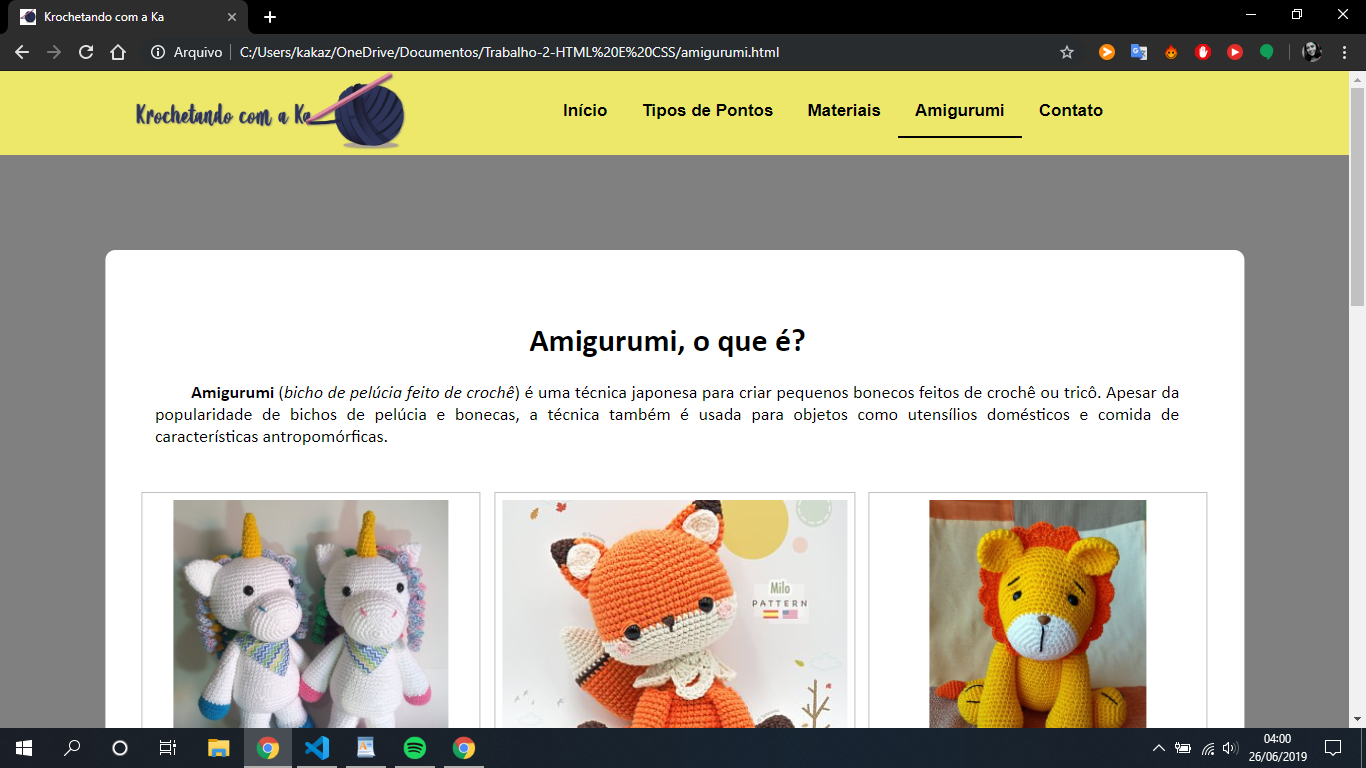 Krochetando com a Ka
Arquivo
C:/Users/kakaz/OneDrive/Documentos/Trabalho-2-HTML%20E%20CSS/amigurumi.html
Krochetando com a Ka
Início Tipos de Pontos Materiais Amigurumi Contato
Amigurumi, o que é?
Amigurumi (bicho de pelúcia feito de crochê) é uma técnica japonesa para criar pequenos bonecos feitos de crochê ou tricô. Apesar da
popularidade de bichos de pelúcia e bonecas, a técnica também é usada para objetos como utensílios domésticos e comida de
características antropomórficas.
Milo
PATTERN
04:00
26/06/2019